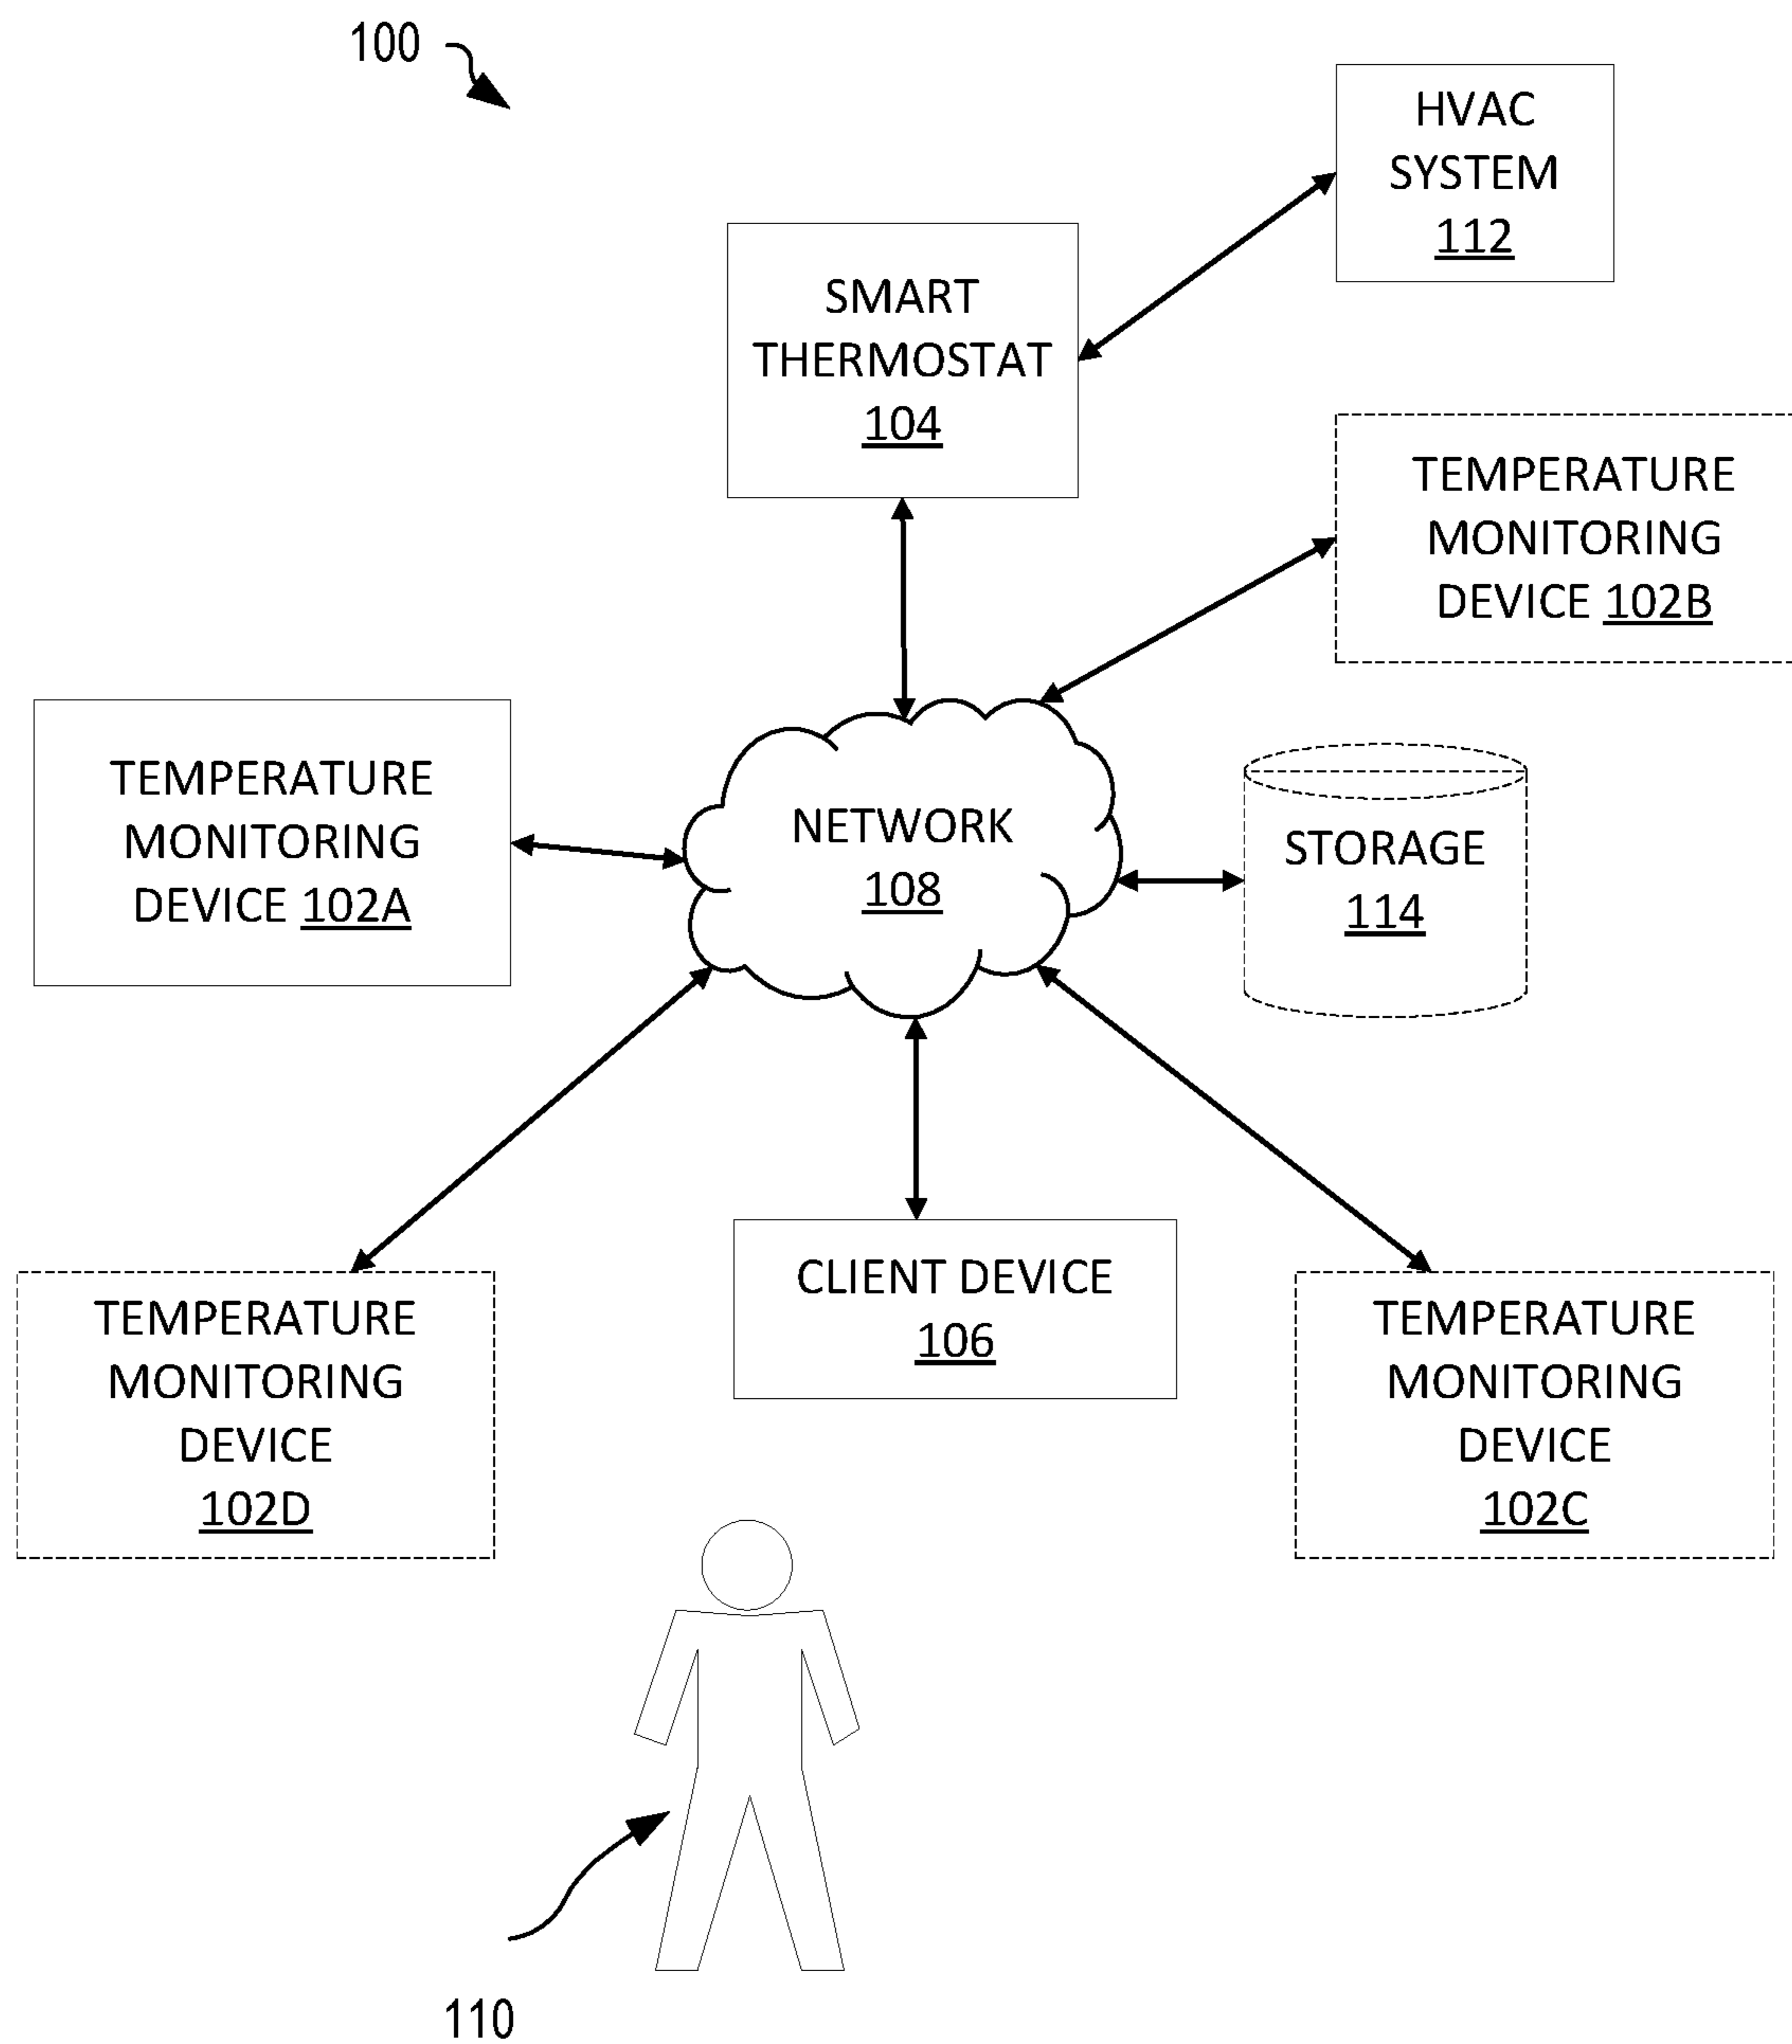 100
HVAC
SYSTEM
112
SMART
THERMOSTAT
104
TEMPERATURE
MONITORING
DEVICE 102B
TEMPERATURE
MONITORING
DEVICE 102A
NETWORK
108
STORAGE
114
CLIENT DEVICE
106
TEMPERATURE
MONITORING
DEVICE
102D
TEMPERATURE
MONITORING
DEVICE
102C
110